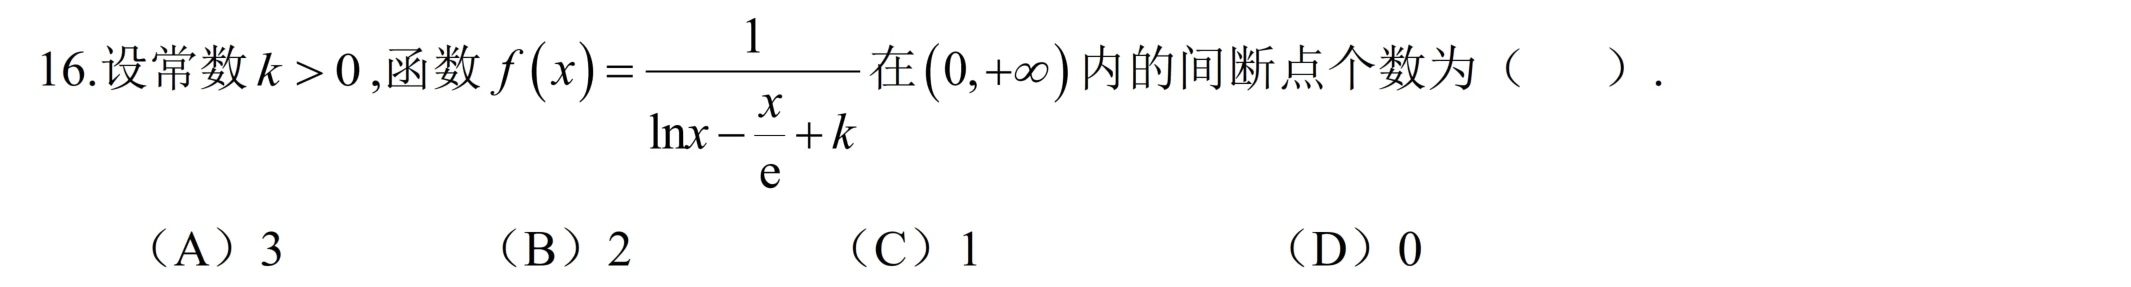 16.设常数 k > 0 ,函数 f(x) = \frac{1}{\ln x - \frac{x}{e} + k} 在(0,+∞)内的间断点个数为（　　）.
（A）3　（B）2　（C）1　（D）0